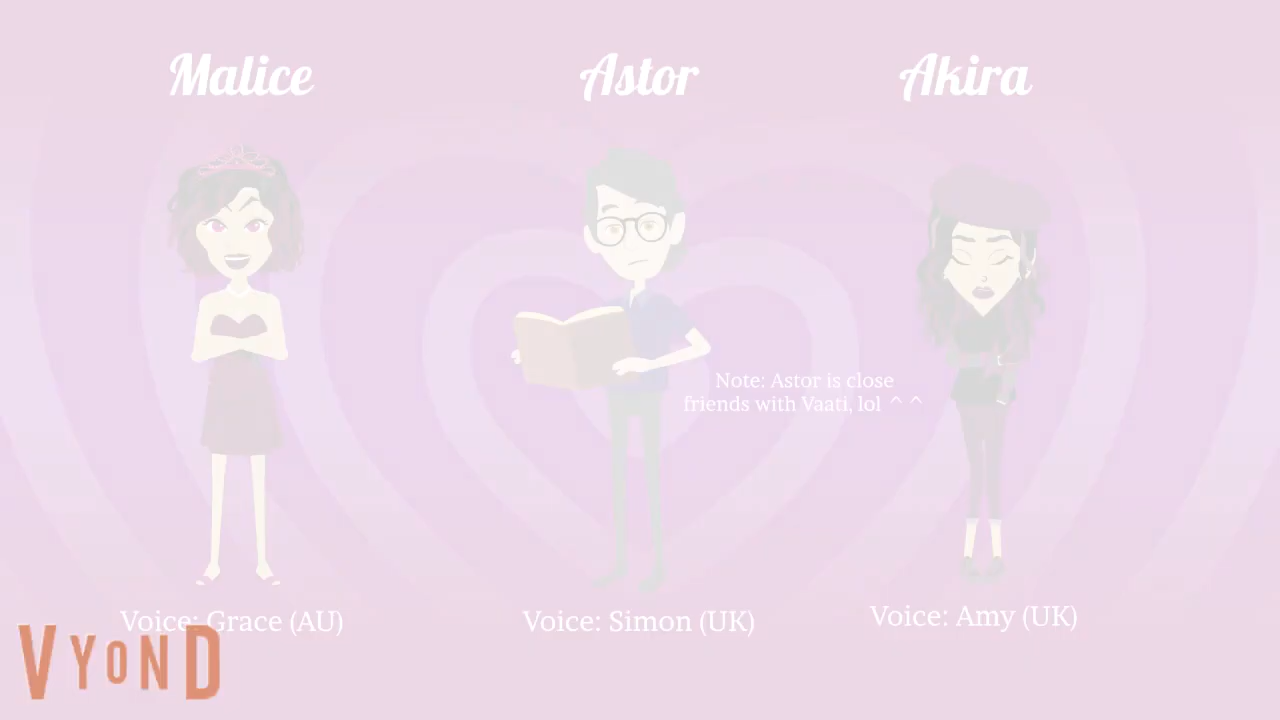 Malice
Astor
Akira
Note: Astor is close
friends with Vaati, lol ^ ^
Voice: Grace (AU)
Voice: Simon (UK)
Voice: Amy (UK)
VYOND